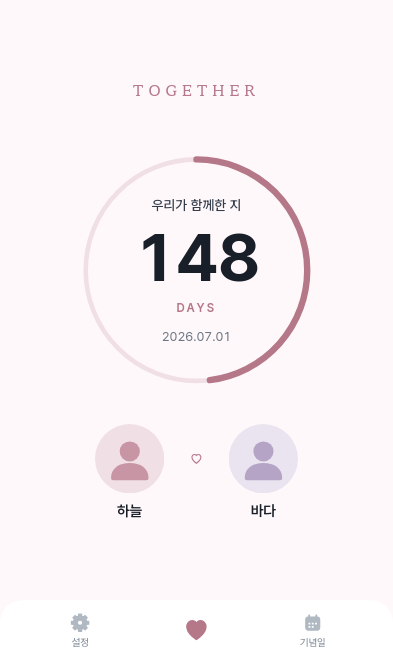 TOGETHER
우리가 함께한 지
148
DAYS
2026.07.01
하늘
바다
설정
기념일